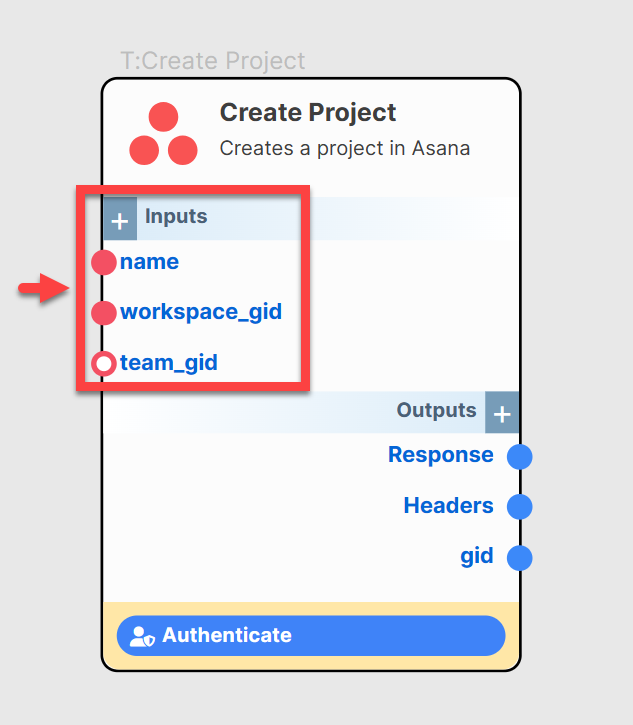 T:Create Project
Create Project
Creates a project in Asana
+ Inputs
name
workspace_gid
team_gid
Outputs +
Response
Headers
gid
Authenticate